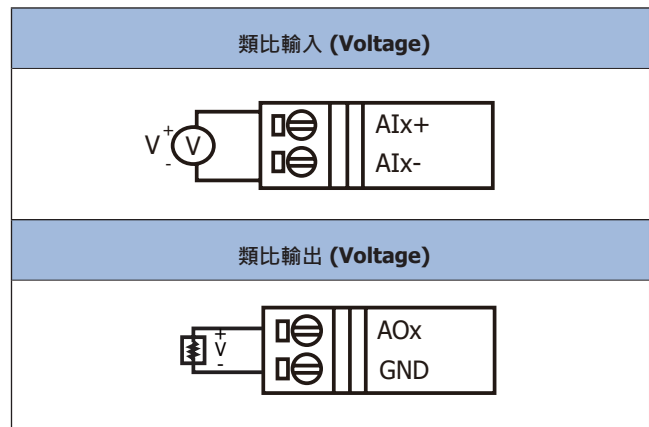 類比輸入 (Voltage)
V + V -
AIx+
AIx-
類比輸出 (Voltage)
+ V -
AOx
GND